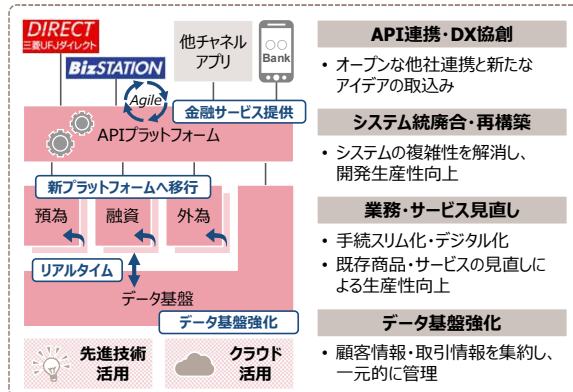 DIRECT
三菱UFJダイレクト
BizSTATION
他チャネル
アプリ
○○
Bank
Agile
金融サービス提供
APIプラットフォーム
新プラットフォームへ移行
預為
融資
外為
リアルタイム
データ基盤
データ基盤強化
先進技術
活用
クラウド
活用
API連携・DX協創
• オープンな他社連携と新たな
アイデアの取込み
システム統廃合・再構築
• システムの複雑性を解消し、
開発生産性向上
業務・サービス見直し
• 手続スリム化・デジタル化
• 既存商品・サービスの見直しに
よる生産性向上
データ基盤強化
• 顧客情報・取引情報を集約し、
一元的に管理